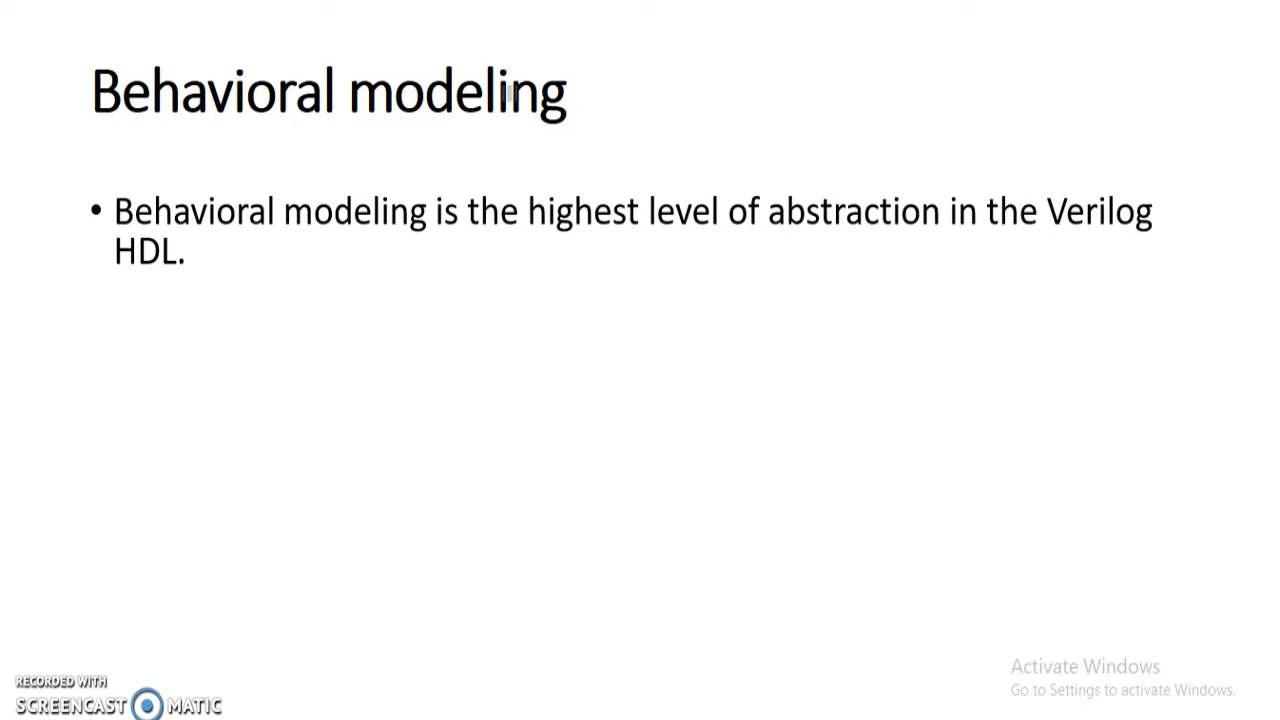 Behavioral modeling
• Behavioral modeling is the highest level of abstraction in the Verilog
HDL.
Activate Windows
Go to Settings to activate Windows.
RECORDED WITH
SCREENCAST MATIC